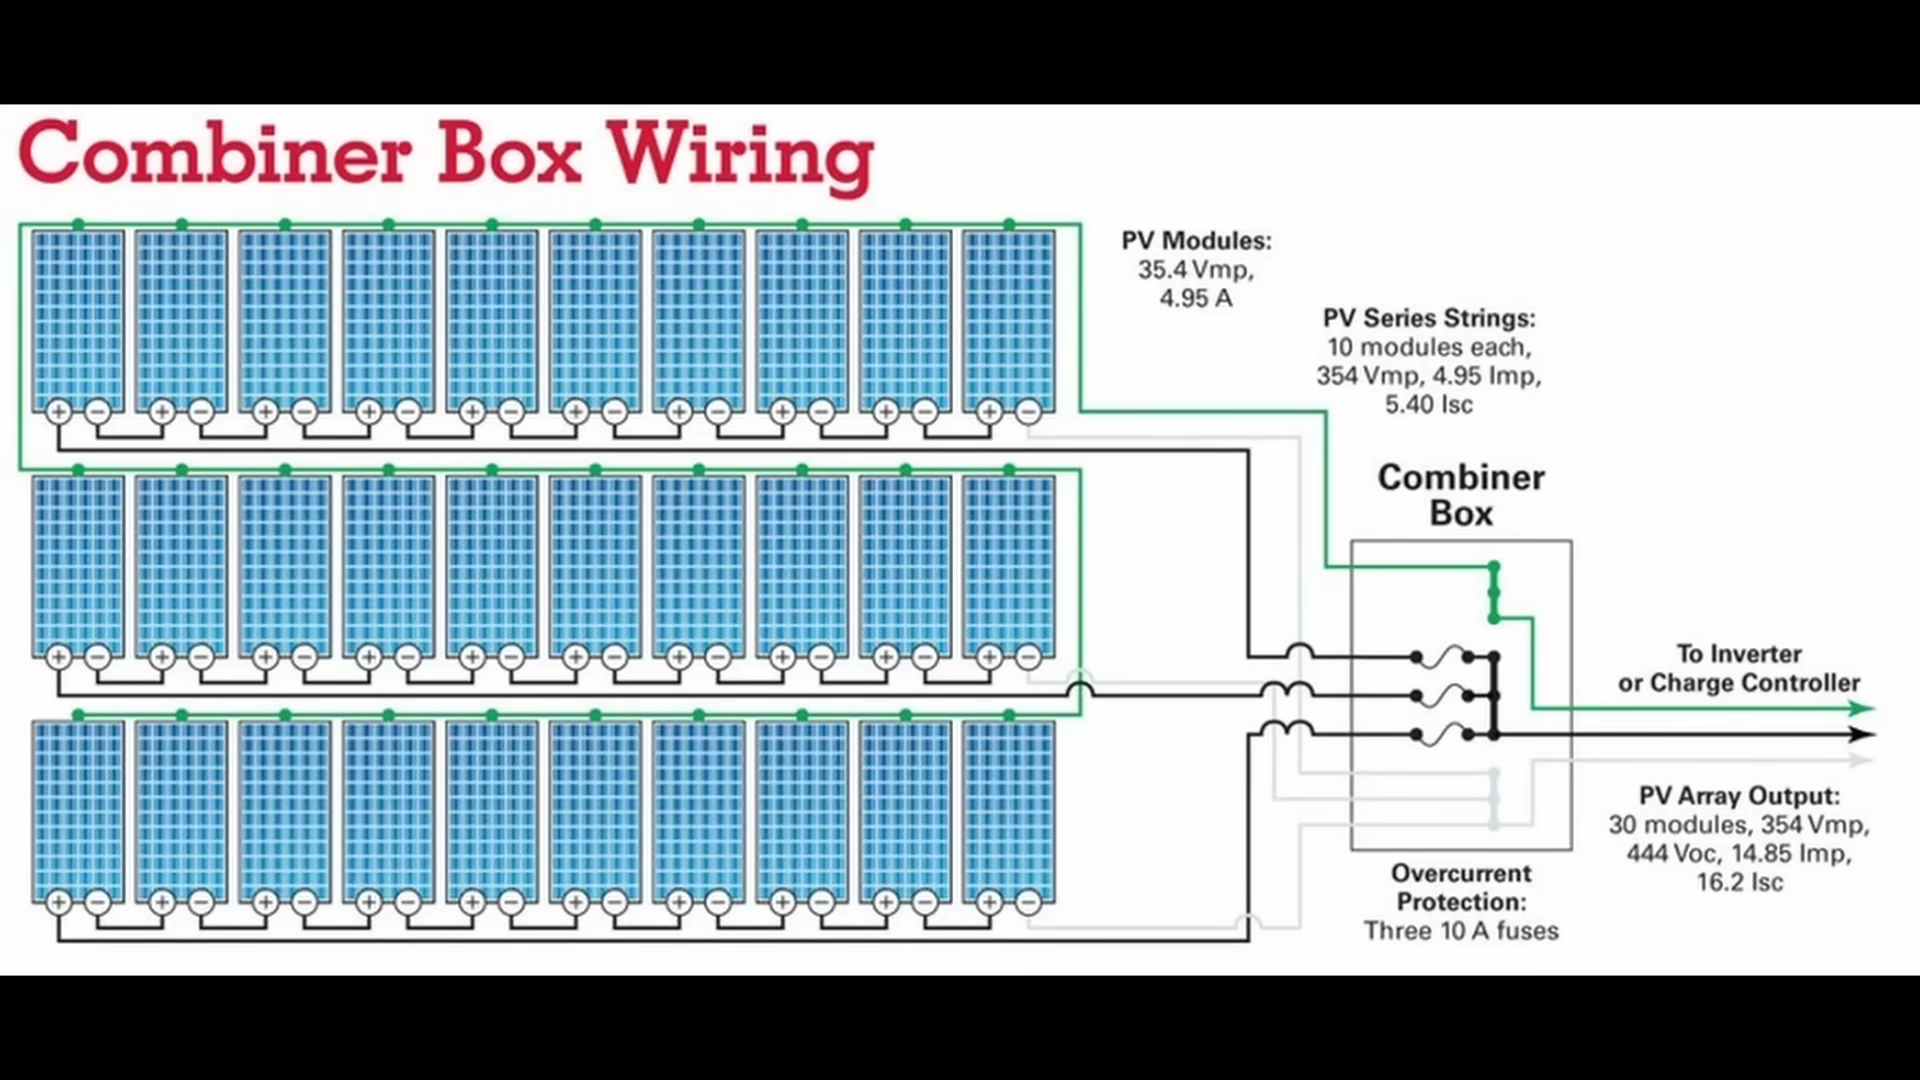 Combiner Box Wiring
PV Modules:
35.4 Vmp,
4.95 A
PV Series Strings:
10 modules each,
354 Vmp, 4.95 Imp,
5.40 Isc
Combiner
Box
To Inverter
or Charge Controller
PV Array Output:
30 modules, 354 Vmp,
444 Voc, 14.85 Imp,
16.2 Isc
Overcurrent
Protection:
Three 10 A fuses